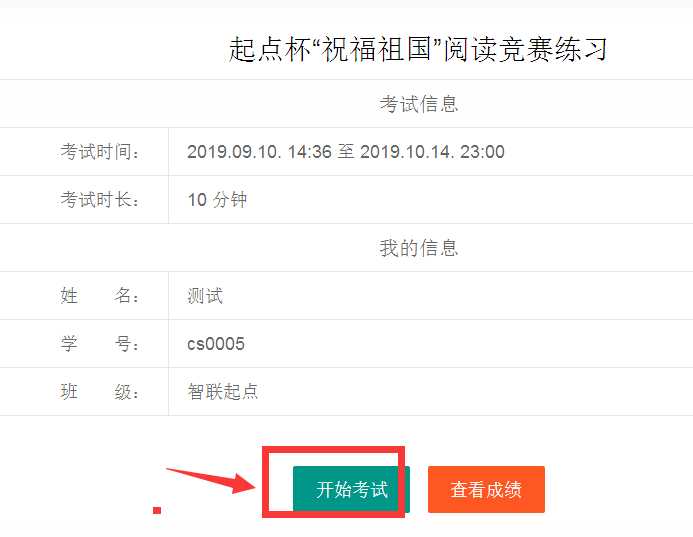 起点杯“祝福祖国”阅读竞赛练习
考试信息
考试时间： 2019.09.10. 14:36 至 2019.10.14. 23:00
考试时长： 10 分钟
我的信息
姓 名： 测试
学 号： cs0005
班 级： 智联起点
开始考试 查看成绩